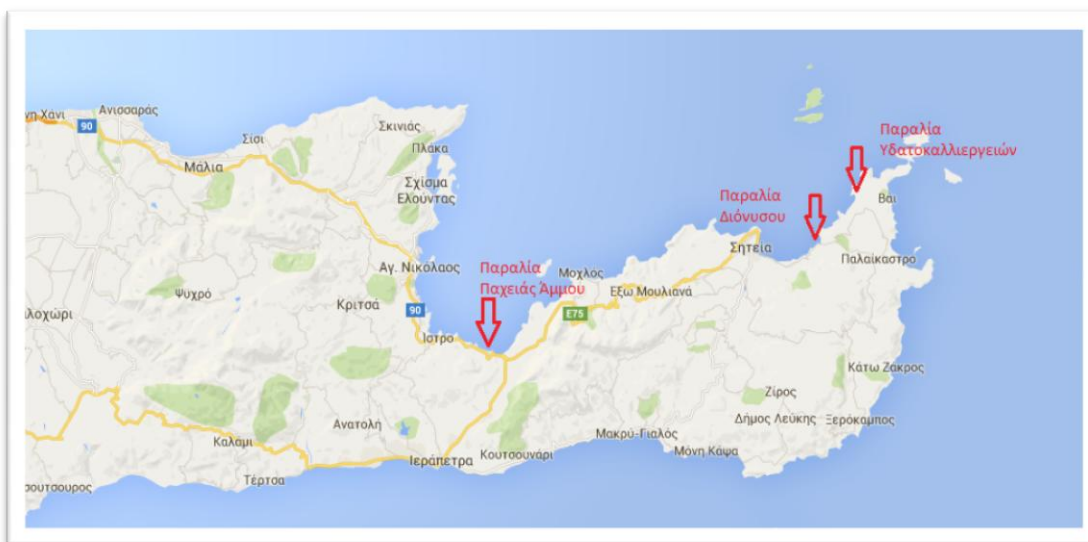 Ανισσαράς
90
Σίσι
Μάλια
Σκινιάς
Πλάκα
Σχίσμα
Ελούντας
Αγ. Νικόλαος
Κριτσά
Ψυχρό
90
Ίστρο
Παραλία
Παχειάς Άμμου
Μοχλός
Έξω Μουλιανά
E75
Παραλία
Διόνυσου
Σητεία
Παραλία
Υδατοκαλλιεργειών
Βαι
Παλαίκαστρο
Κάτω Ζάκρος
Ζίρος
Δήμος Λεύκης
Ξερόκαμπος
Μακρύ-Γιαλός
Μόνη Κάψα
Ανατολή
Καλάμι
Ιεράπετρα
Κουτσουνάρι
Τέρτσα